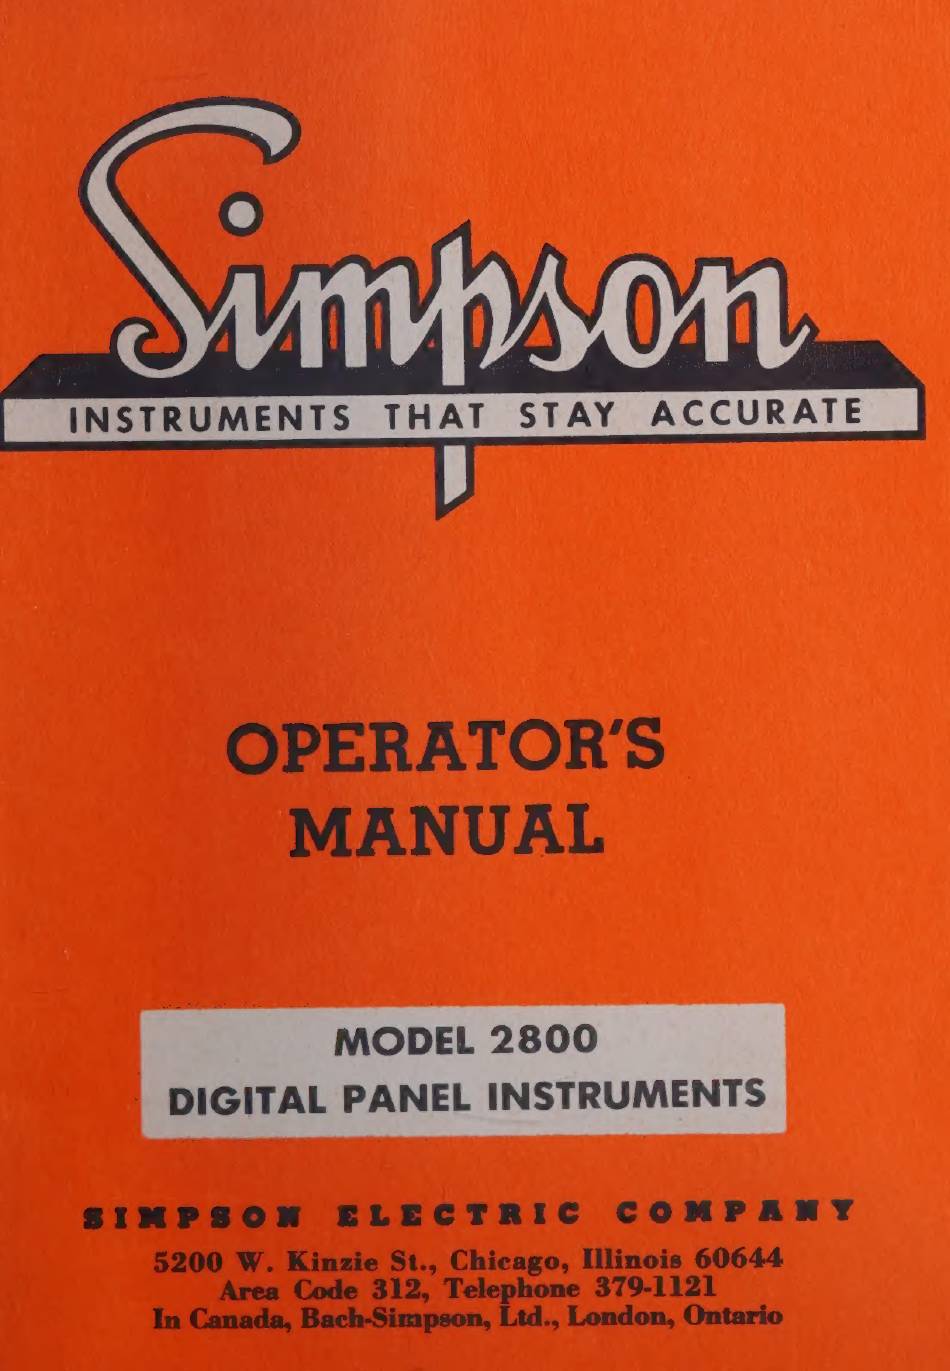 Simpson
INSTRUMENTS THAT STAY ACCURATE
OPERATOR'S
MANUAL
MODEL 2800
DIGITAL PANEL INSTRUMENTS
SIMPSON ELECTRIC COMPANY
5200 W. Kinzie St., Chicago, Illinois 60644
Area Code 312, Telephone 379-1121
In Canada, Bach-Simpson, Ltd., London, Ontario